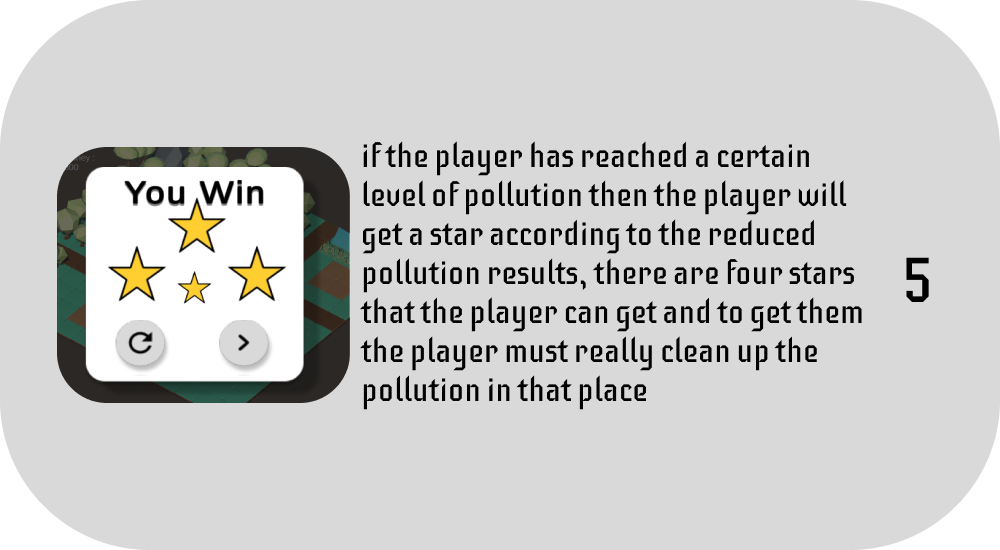 You Win
if the player has reached a certain
level of pollution then the player will
get a star according to the reduced
pollution results, there are four stars
that the player can get and to get them
the player must really clean up the
pollution in that place
5